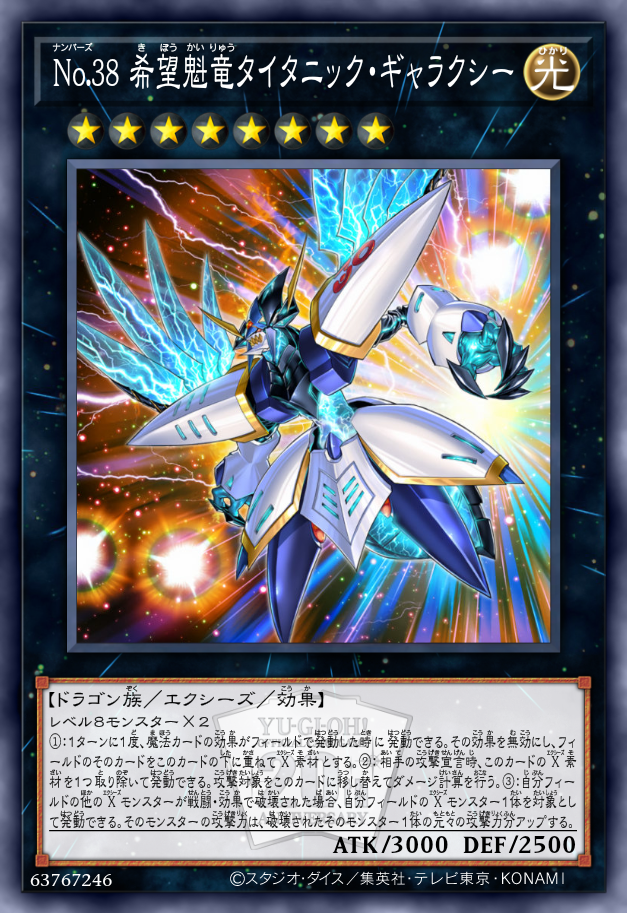 No.38 希望魁竜タイタニック・ギャラクシー
光
【ドラゴン族／エクシーズ／効果】
レベル８モンスター×２
①：1ターンに1度、魔法カードの効果がフィールドで発動した時に発動できる。その効果を無効にし、フィ
ールドのそのカードをこのカードの下に重ねて X 素材とする。②：相手の攻撃宣言時、このカードの X 素
材を1つ取り除いて発動できる。攻撃対象をこのカードに移し替えてダメージ計算を行う。③：自分フィー
ルドの他の X モンスターが戦闘・効果で破壊された場合、自分フィールドの X モンスター1体を対象とし
て発動できる。そのモンスターの攻撃力は、破壊されたそのモンスター1体の元々の攻撃力分アップする。
YU-GI-OH!
ANNIVERSARY
ATK/3000 DEF/2500
63767246
©スタジオ・ダイス／集英社・テレビ東京・KONAMI